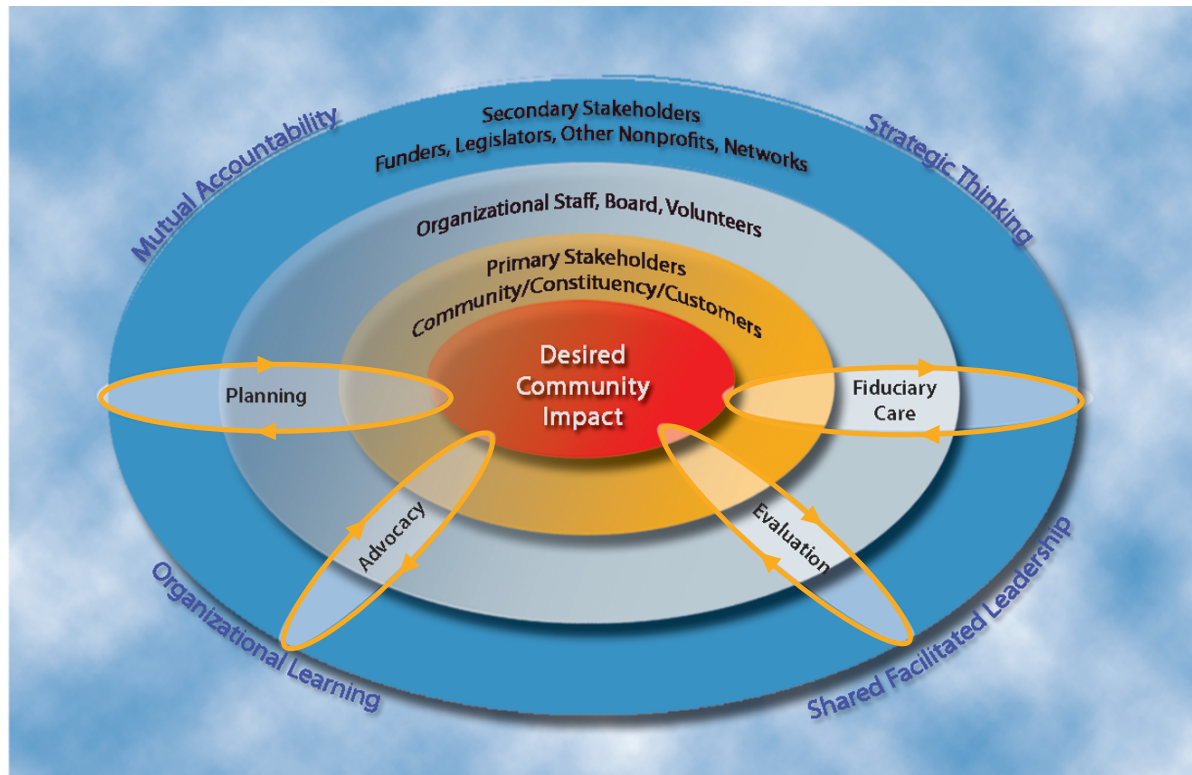 Mutual Accountability
Strategic Thinking
Secondary Stakeholders
Funders, Legislators, Other Nonprofits, Networks
Organizational Staff, Board, Volunteers
Primary Stakeholders
Community/Constituency/Customers
Desired
Community
Impact
Planning
Fiduciary
Care
Advocacy
Evaluation
Organizational Learning
Shared Facilitated Leadership